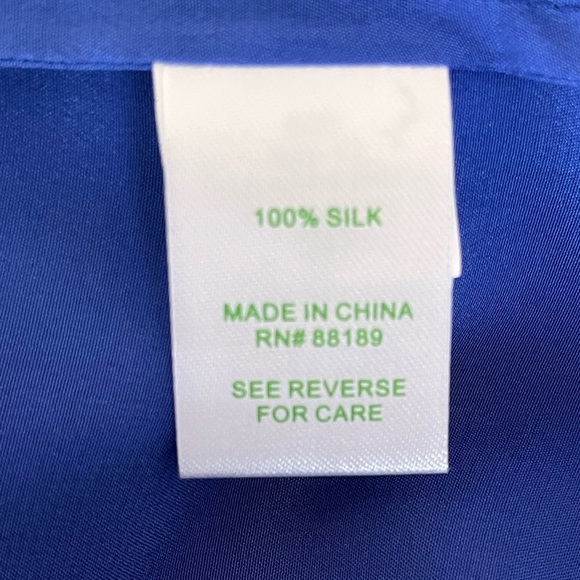 100% SILK
MADE IN CHINA
RN# 88189
SEE REVERSE
FOR CARE